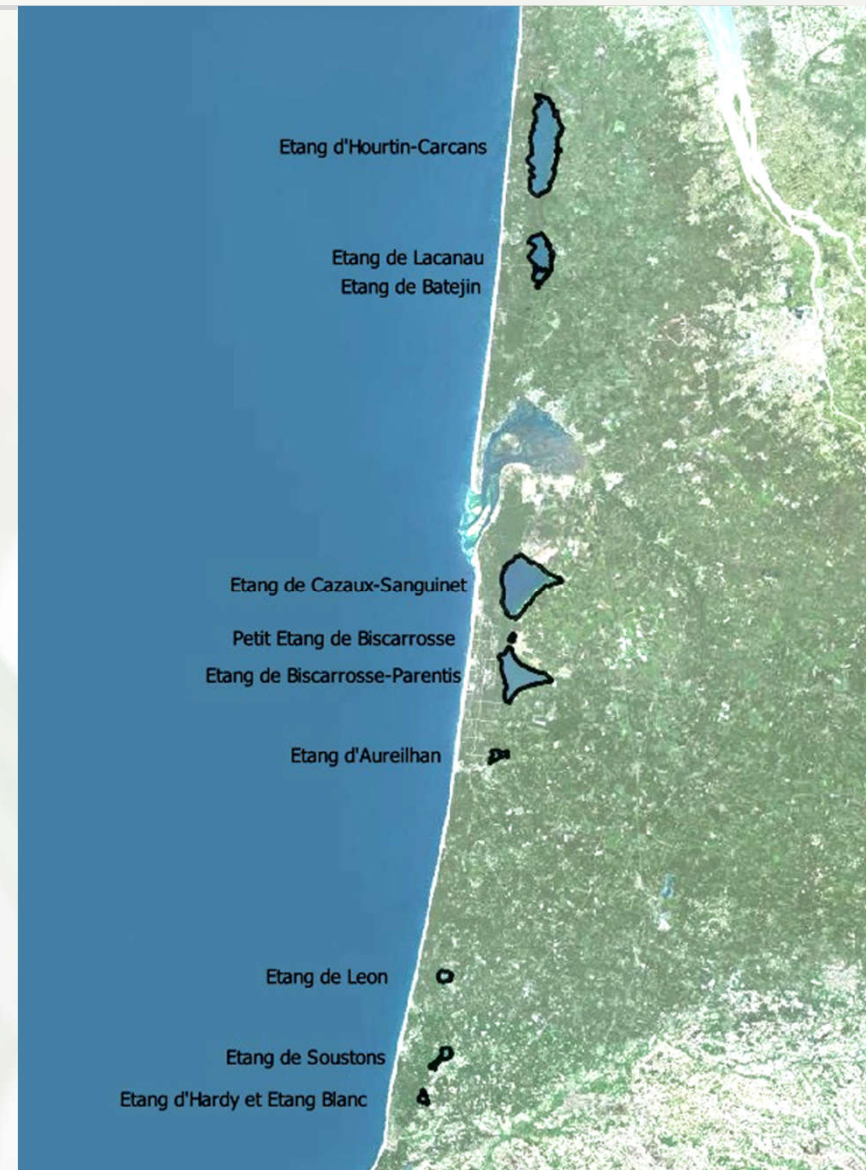 Etang d'Hourtin-Carcans
Etang de Lacanau
Etang de Batejin
Etang de Cazaux-Sanguinet
Petit Etang de Biscarrosse
Etang de Biscarrosse-Parentis
Etang d'Aureilhan
Etang de Leon
Etang de Soustons
Etang d'Hardy et Etang Blanc